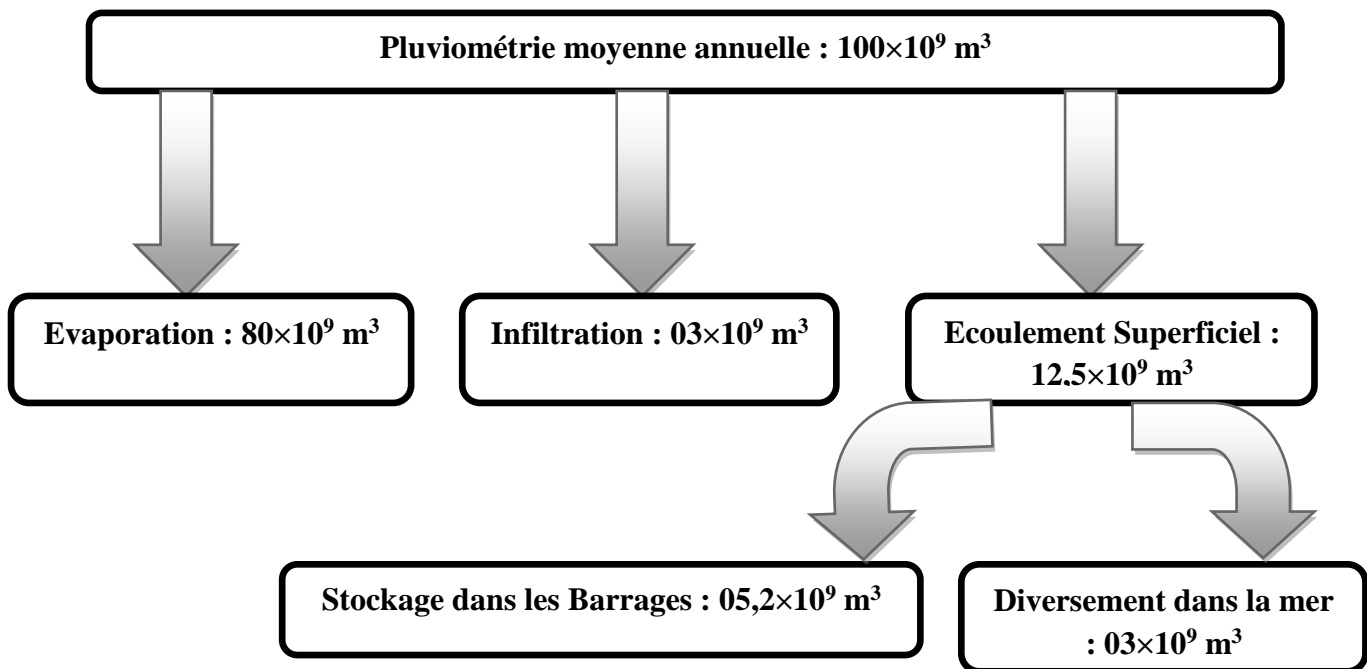 Pluviométrie moyenne annuelle : 100×10⁹ m³
Evaporation : 80×10⁹ m³
Infiltration : 03×10⁹ m³
Ecoulement Superficiel :
12,5×10⁹ m³
Stockage dans les Barrages : 05,2×10⁹ m³
Diversement dans la mer
: 03×10⁹ m³